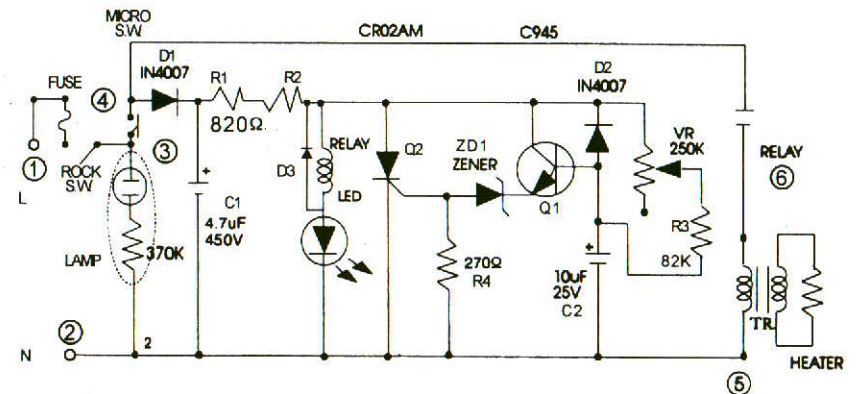 MICRO
S.W.
CR02AM
C945
D1
IN4007
D2
IN4007
FUSE
④
R1
R2
820Ω
③
①
L
ROCK
S.W.
RELAY
D3
LED
Q2
ZD1
ZENER
Q1
VR
250K
RELAY
⑥
+
C1
4.7uF
450V
LAMP
370K
270Ω
R4
+
10uF
25V
C2
R3
82K
TR.
HEATER
N
②
2
⑤